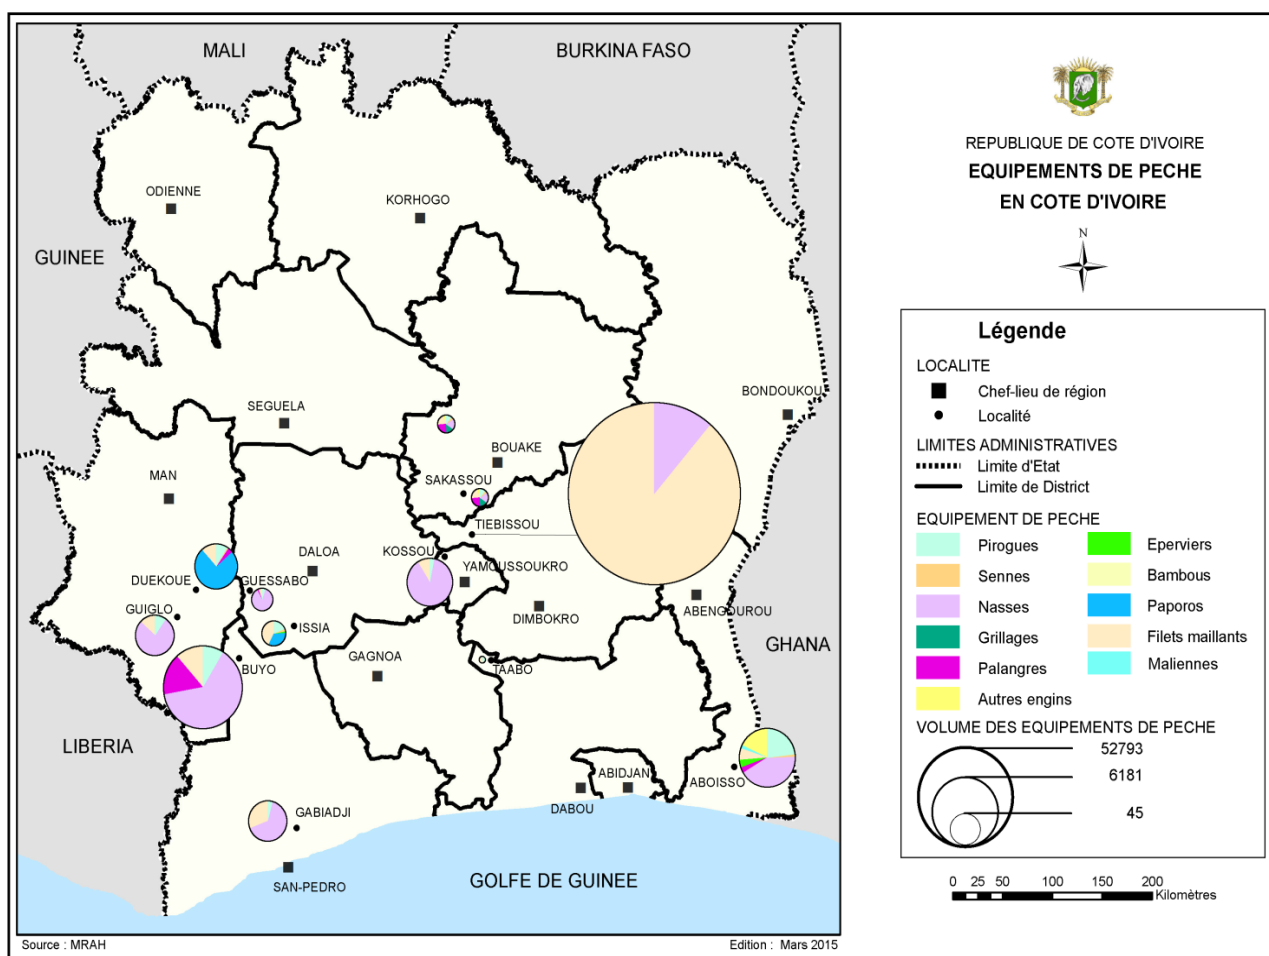 MALI
BURKINA FASO
ODIENNE
KORHOGO
GUINEE
SEGUELA
BONDOUKOU
BOUAKE
MAN
SAKASSOU
TIEBISSOU
DALOA
KOSSOU
YAMOUSSOUKRO
DUEKOUE
GUESSABO
GUIGLO
ISSIA
DIMBOKRO
ABENGOUROU
GHANA
BUYO
GAGNOA
TAABO
LIBERIA
ABOISSO
ABIDJAN
DABOU
GABIADJI
SAN-PEDRO
GOLFE DE GUINEE
Source : MRAH
Edition : Mars 2015
REPUBLIQUE DE COTE D'IVOIRE
EQUIPEMENTS DE PECHE
EN COTE D'IVOIRE
N
Légende
LOCALITE
Chef-lieu de région
Localité
LIMITES ADMINISTRATIVES
Limite d'Etat
Limite de District
EQUIPEMENT DE PECHE
Pirogues
Sennes
Nasses
Grillages
Palangres
Autres engins
Eperviers
Bambous
Paporos
Filets maillants
Maliennes
VOLUME DES EQUIPEMENTS DE PECHE
52793
6181
45
0 25 50 100 150 200
Kilomètres